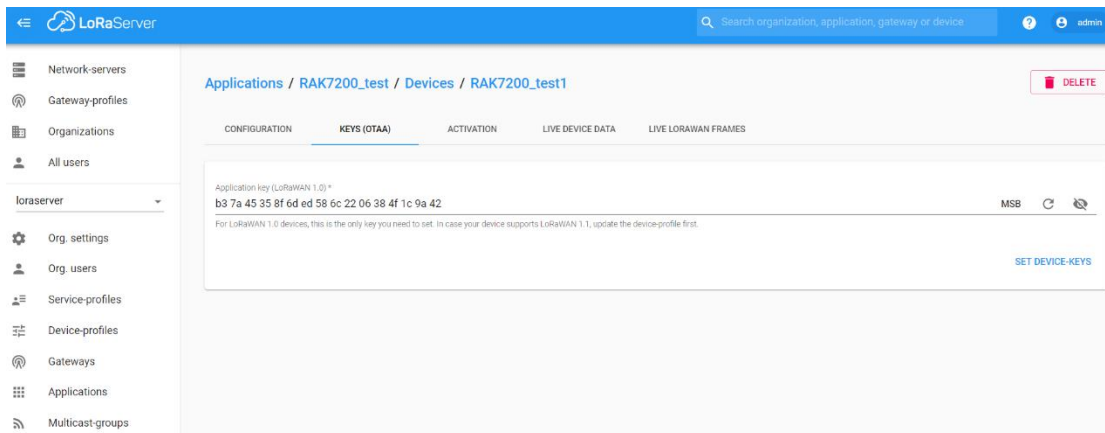 LoRaServer
Search organization, application, gateway or device
? admin
Network-servers
Gateway-profiles
Organizations
All users
loraserver
Org. settings
Org. users
Service-profiles
Device-profiles
Gateways
Applications
Multicast-groups
Applications / RAK7200_test / Devices / RAK7200_test1
DELETE
CONFIGURATION KEYS (OTAA) ACTIVATION LIVE DEVICE DATA LIVE LORAWAN FRAMES
Application key (LoRaWAN 1.0) *
b3 7a 45 35 8f 6d ed 58 6c 22 06 38 4f 1c 9a 42 MSB
For LoRaWAN 1.0 devices, this is the only key you need to set. In case your device supports LoRaWAN 1.1, update the device-profile first.
SET DEVICE-KEYS